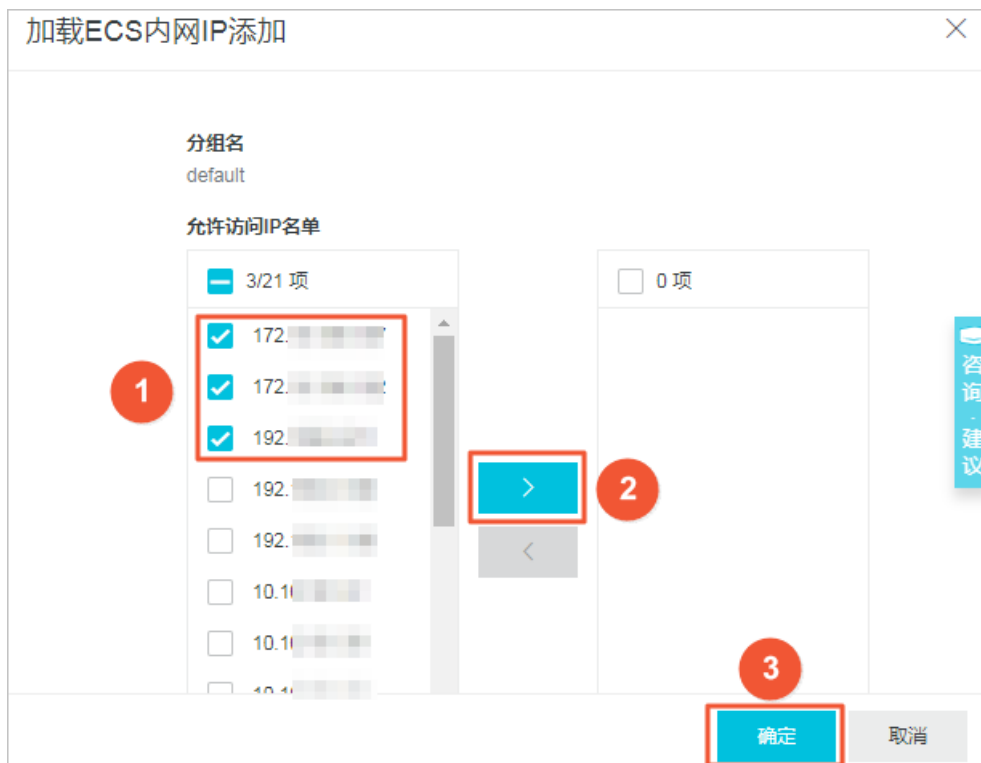 加载ECS内网IP添加
分组名
default
允许访问IP名单
3/21 项
0 项
172.
172.
1
192.
192.
2
192.
10.1
10.1
10.1
咨询·建议
3
确定
取消